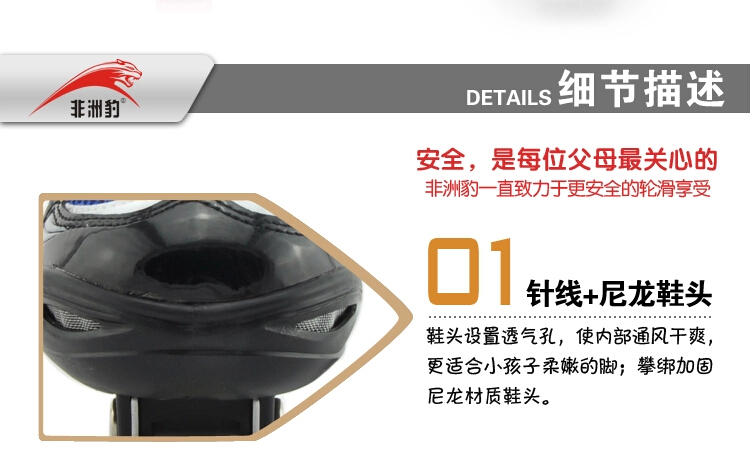 非洲豹®
DETAILS 细节描述
安全，是每位父母最关心的
非洲豹一直致力于更安全的轮滑享受
01 针线+尼龙鞋头
鞋头设置透气孔，使内部通风干爽，
更适合小孩子柔嫩的脚；攀绑加固
尼龙材质鞋头。